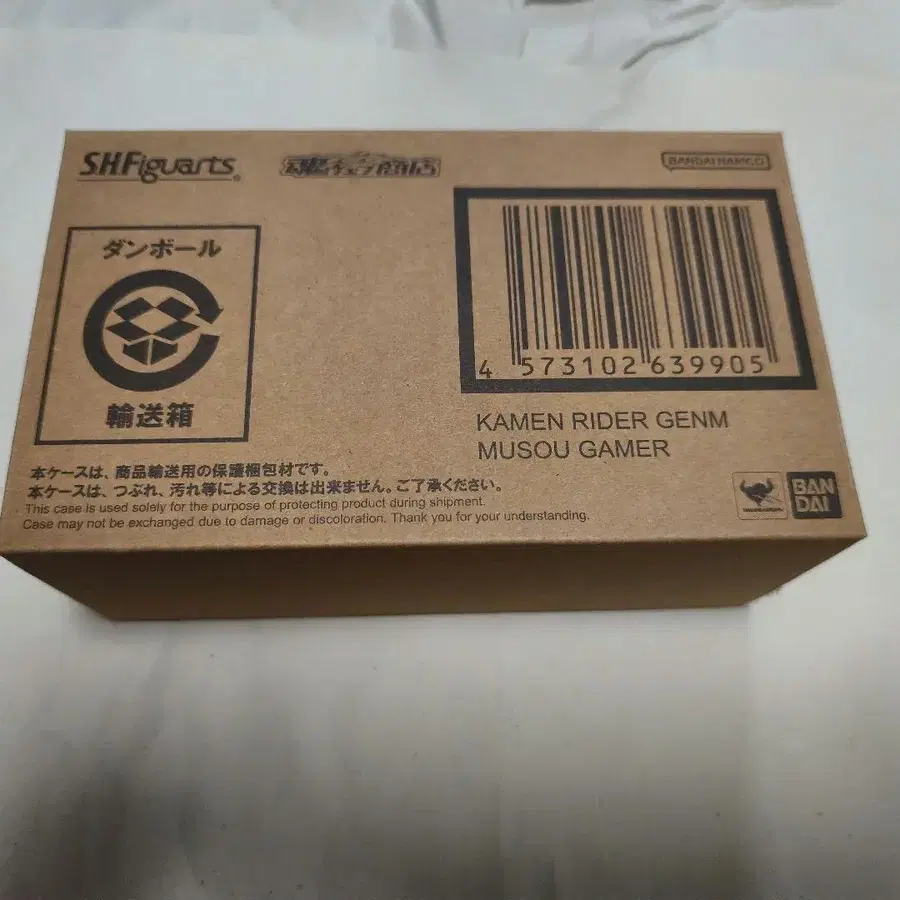 S.H.Figuarts
魂ウェブ商店
BANDAI NAMCO
ダンボール
輸送箱
4 573102 639905
KAMEN RIDER GENM
MUSOU GAMER
本ケースは、商品輸送用の保護梱包材です。
本ケースは、つぶれ、汚れ等による交換は出来ません。ご了承ください。
This case is used solely for the purpose of protecting product during shipment.
Case may not be exchanged due to damage or discoloration. Thank you for your understanding.
BAN
DAI